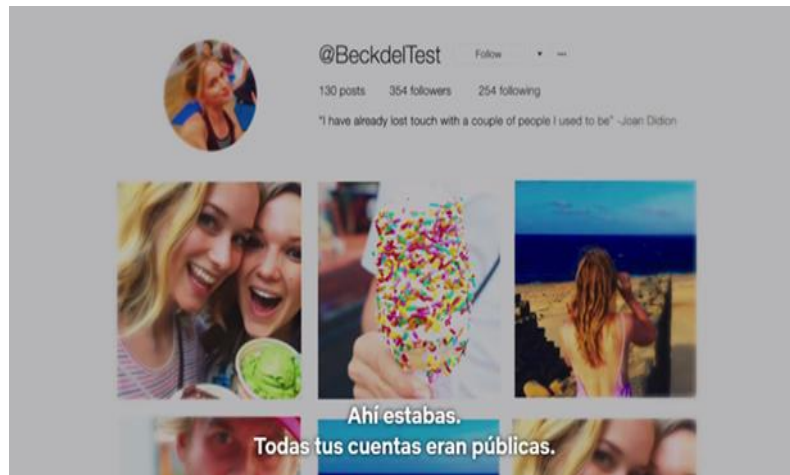 @BeckdelTest Follow ▾ •••
130 posts 354 followers 254 following
"I have already lost touch with a couple of people I used to be" -Joan Didion
Ahí estabas.
Todas tus cuentas eran públicas.